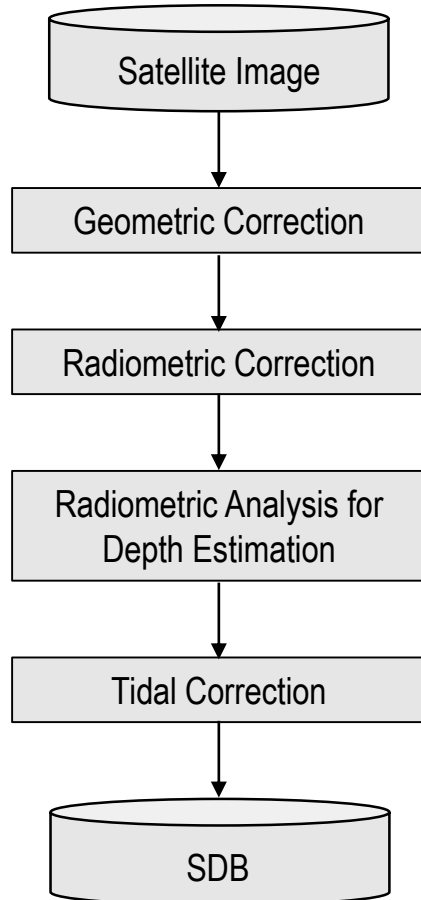 Satellite Image
Geometric Correction
Radiometric Correction
Radiometric Analysis for
Depth Estimation
Tidal Correction
SDB